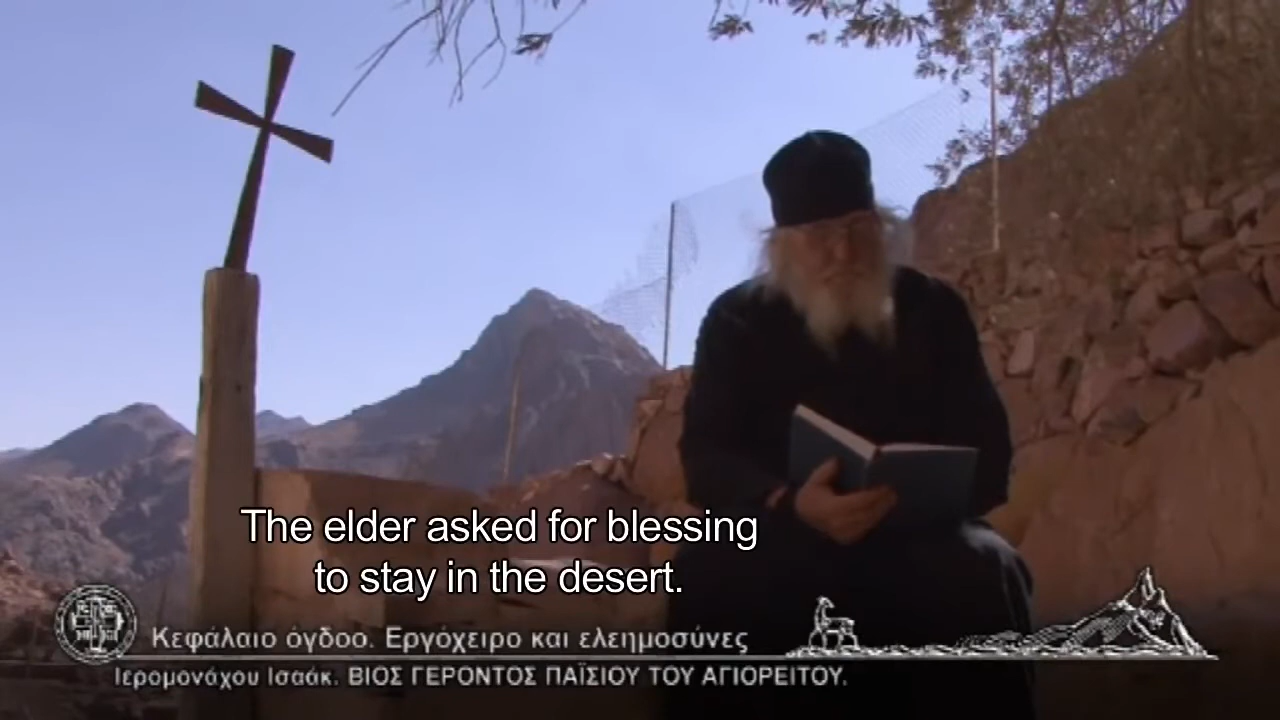 The elder asked for blessing
to stay in the desert.
Κεφάλαιο όγδοο. Εργόχειρο και ελεημοσύνες
Ιερομονάχου Ισαάκ. ΒΙΟΣ ΓΕΡΟΝΤΟΣ ΠΑΪΣΙΟΥ ΤΟΥ ΑΓΙΟΡΕΙΤΟΥ.